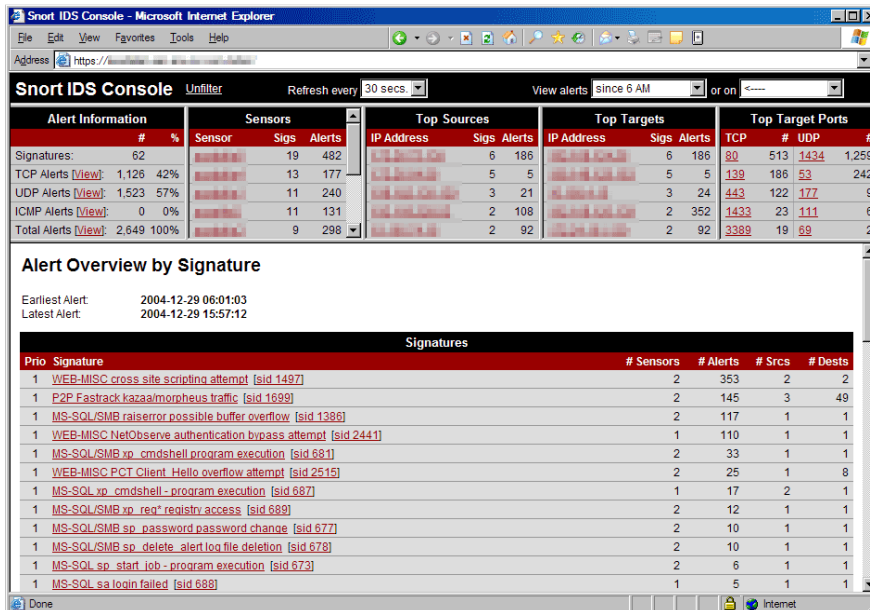 Snort IDS Console - Microsoft Internet Explorer
File Edit View Favorites Tools Help
Address https://
Snort IDS Console Unfilter Refresh every 30 secs. View alerts since 6 AM or on <----
Alert Information Sensors Top Sources Top Targets Top Target Ports
# % Sensor Sigs Alerts IP Address Sigs Alerts IP Address Sigs Alerts TCP # UDP #
Signatures: 62 19 482 6 186 6 186 80 513 1434 1,259
TCP Alerts [View]: 1,126 42% 13 177 5 5 5 5 139 186 53 242
UDP Alerts [View]: 1,523 57% 11 240 3 21 3 24 443 122 177 9
ICMP Alerts [View]: 0 0% 11 131 2 108 2 352 1433 23 111 6
Total Alerts [View]: 2,649 100% 9 298 2 92 2 92 3389 19 69 2
Alert Overview by Signature
Earliest Alert: 2004-12-29 06:01:03
Latest Alert: 2004-12-29 15:57:12
Signatures
Prio Signature # Sensors # Alerts # Srcs # Dests
1 WEB-MISC cross site scripting attempt [sid 1497] 2 353 2 2
1 P2P Fastrack kazaa/morpheus traffic [sid 1699] 2 145 3 49
1 MS-SQL/SMB raiserror possible buffer overflow [sid 1386] 2 117 1 1
1 WEB-MISC NetObserve authentication bypass attempt [sid 2441] 1 110 1 1
1 MS-SQL/SMB xp_cmdshell program execution [sid 681] 2 33 1 1
1 WEB-MISC PCT Client_Hello overflow attempt [sid 2515] 2 25 1 8
1 MS-SQL xp_cmdshell - program execution [sid 687] 1 17 2 1
1 MS-SQL/SMB xp_reg* registry access [sid 689] 2 12 1 1
1 MS-SQL/SMB sp_password password change [sid 677] 2 10 1 1
1 MS-SQL/SMB sp_delete_alert log file deletion [sid 678] 2 10 1 1
1 MS-SQL sp_start_job - program execution [sid 673] 2 6 1 1
1 MS-SQL sa login failed [sid 688] 1 5 1 1
Done Internet